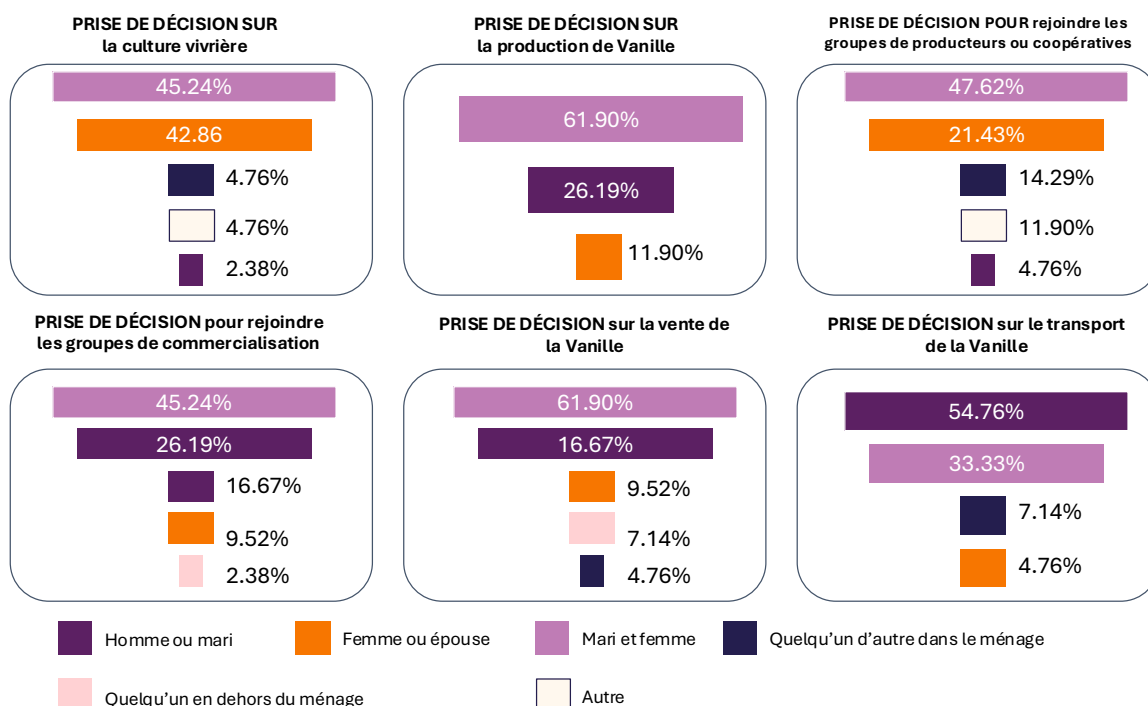 PRISE DE DÉCISION SUR
la culture vivrière
45.24%
42.86
4.76%
4.76%
2.38%
PRISE DE DÉCISION SUR
la production de Vanille
61.90%
26.19%
11.90%
PRISE DE DÉCISION POUR rejoindre les
groupes de producteurs ou coopératives
47.62%
21.43%
14.29%
11.90%
4.76%
PRISE DE DÉCISION pour rejoindre
les groupes de commercialisation
45.24%
26.19%
16.67%
9.52%
2.38%
PRISE DE DÉCISION sur la vente de
la Vanille
61.90%
16.67%
9.52%
7.14%
4.76%
PRISE DE DÉCISION sur le transport
de la Vanille
54.76%
33.33%
7.14%
4.76%
Homme ou mari
Femme ou épouse
Mari et femme
Quelqu’un d’autre dans le ménage
Quelqu’un en dehors du ménage
Autre